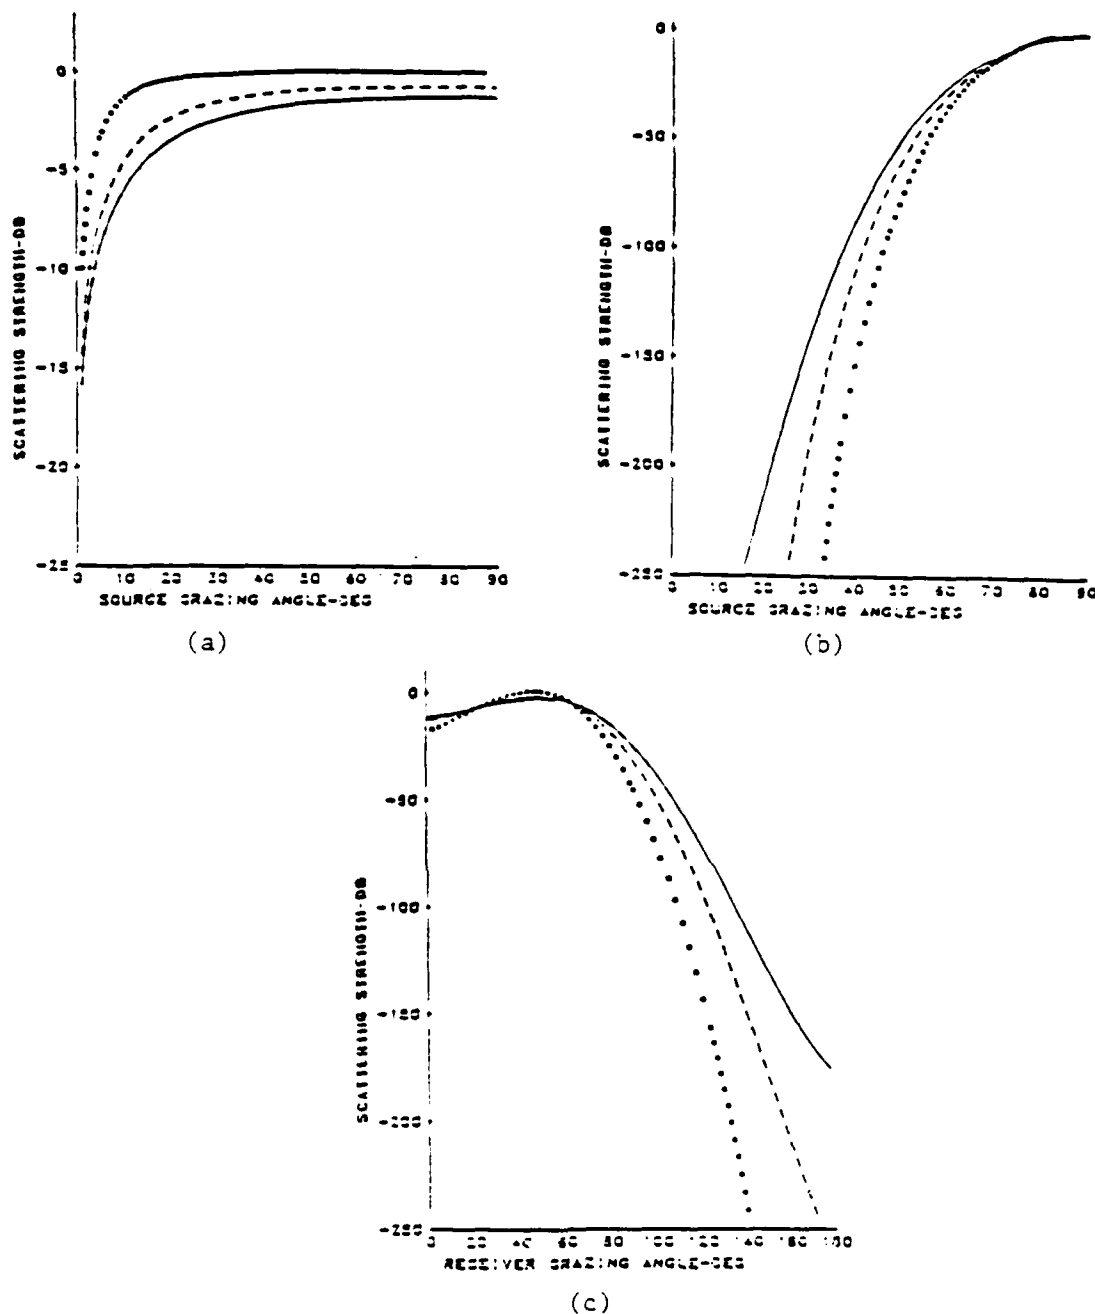 0
-5
-10
-15
-20
-25
SCATTERING STRENGTH-DB
0 10 20 30 40 50 60 70 80 90
SOURCE GRAZING ANGLE-DEG
(a)
0
-50
-100
-150
-200
-250
SCATTERING STRENGTH-DB
0 10 20 30 40 50 60 70 80 90
SOURCE GRAZING ANGLE-DEG
(b)
0
-50
-100
-150
-200
-250
SCATTERING STRENGTH-DB
0 20 40 60 80 100 120 140 160 180
RECEIVER GRAZING ANGLE-DEG
(c)